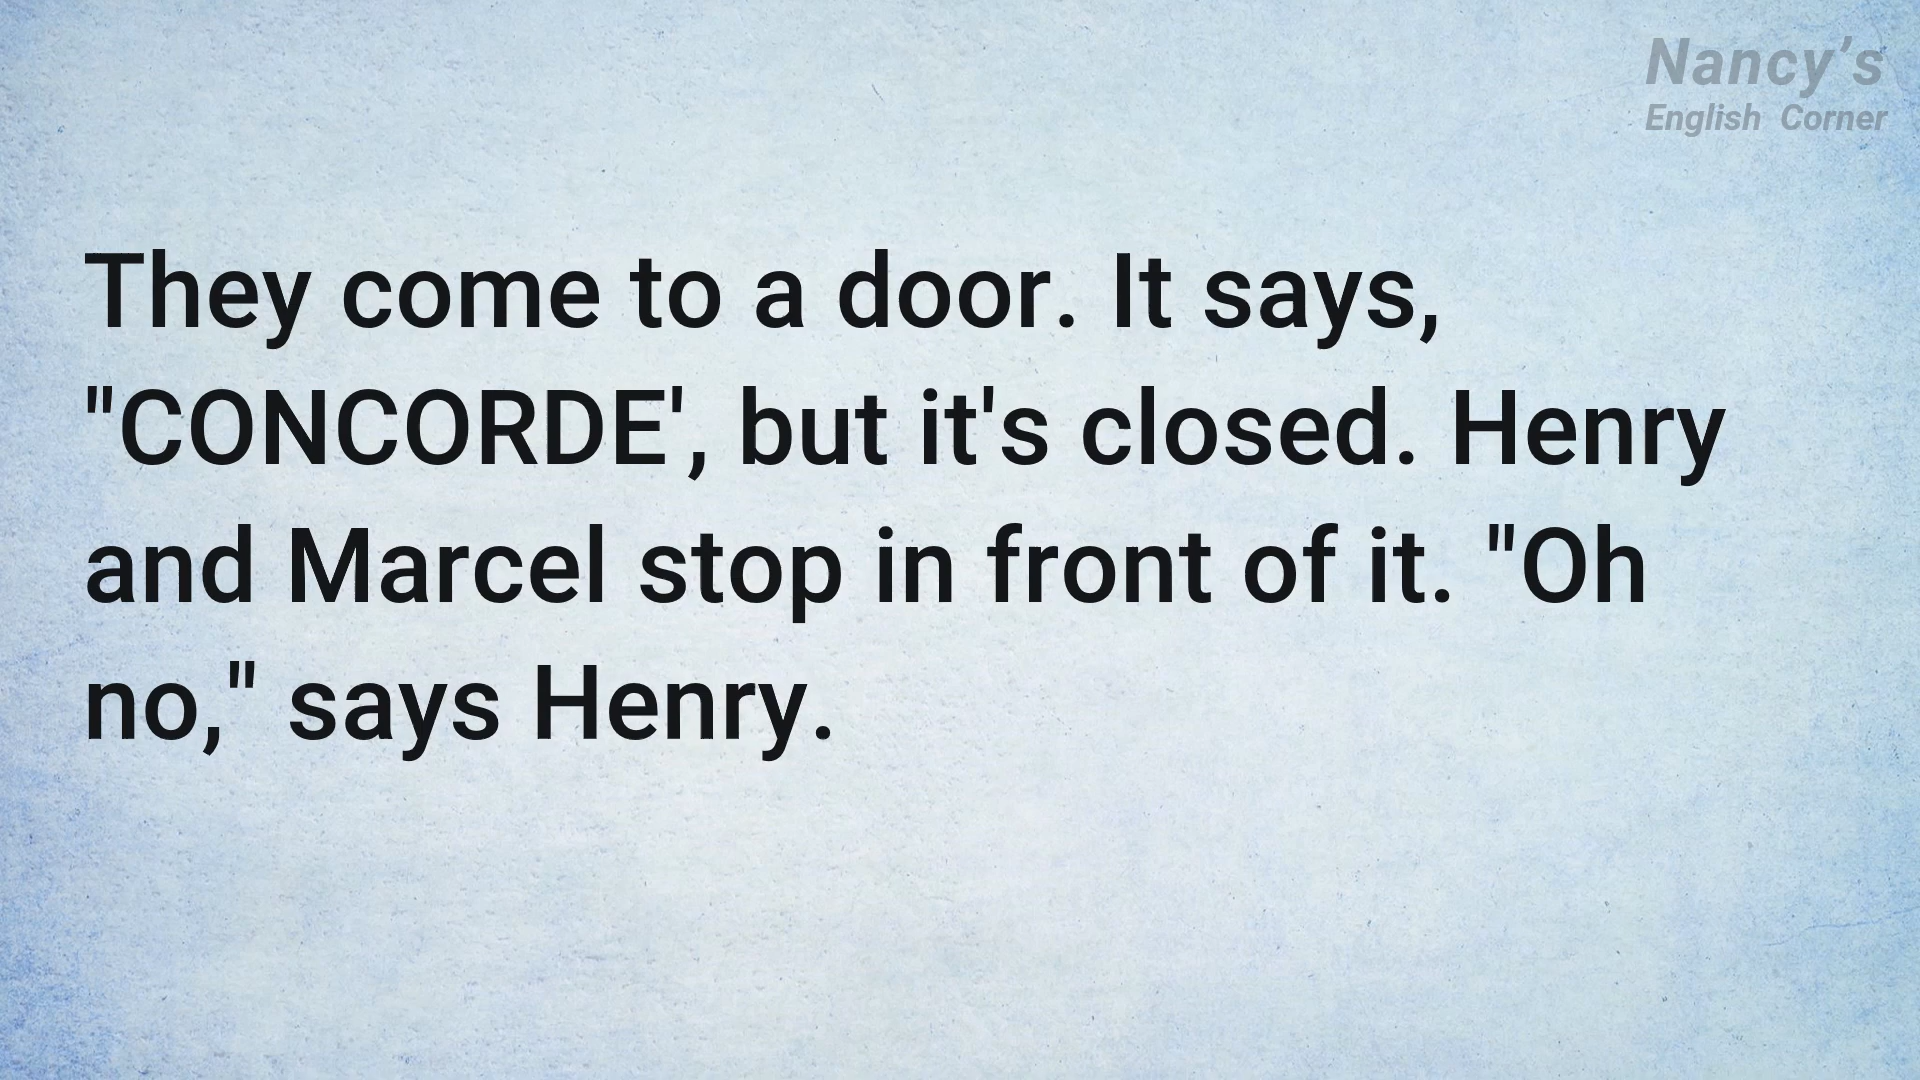 Nancy’s
English Corner
They come to a door. It says,
"CONCORDE', but it's closed. Henry
and Marcel stop in front of it. "Oh
no," says Henry.